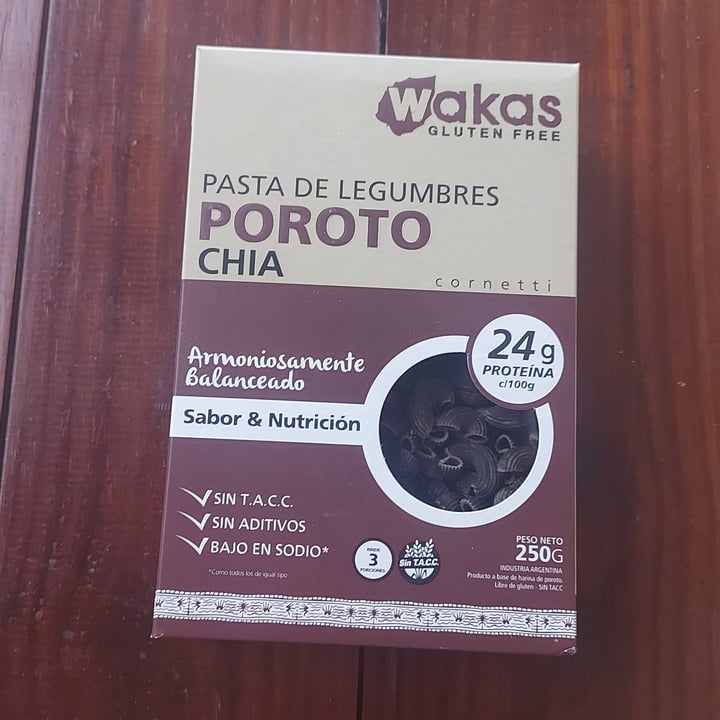 Wakas
GLUTEN FREE
PASTA DE LEGUMBRES
POROTO
CHIA
cornetti
24 g
PROTEÍNA
c/100g
Armoniosamente
Balanceado
Sabor & Nutrición
SIN T.A.C.C.
SIN ADITIVOS
BAJO EN SODIO*
*Como todos los de igual tipo
RINDE
3
PORCIONES
Sin T.A.C.C.
PESO NETO
250G
INDUSTRIA ARGENTINA
Producto a base de harina de poroto.
Libre de gluten - SIN TACC